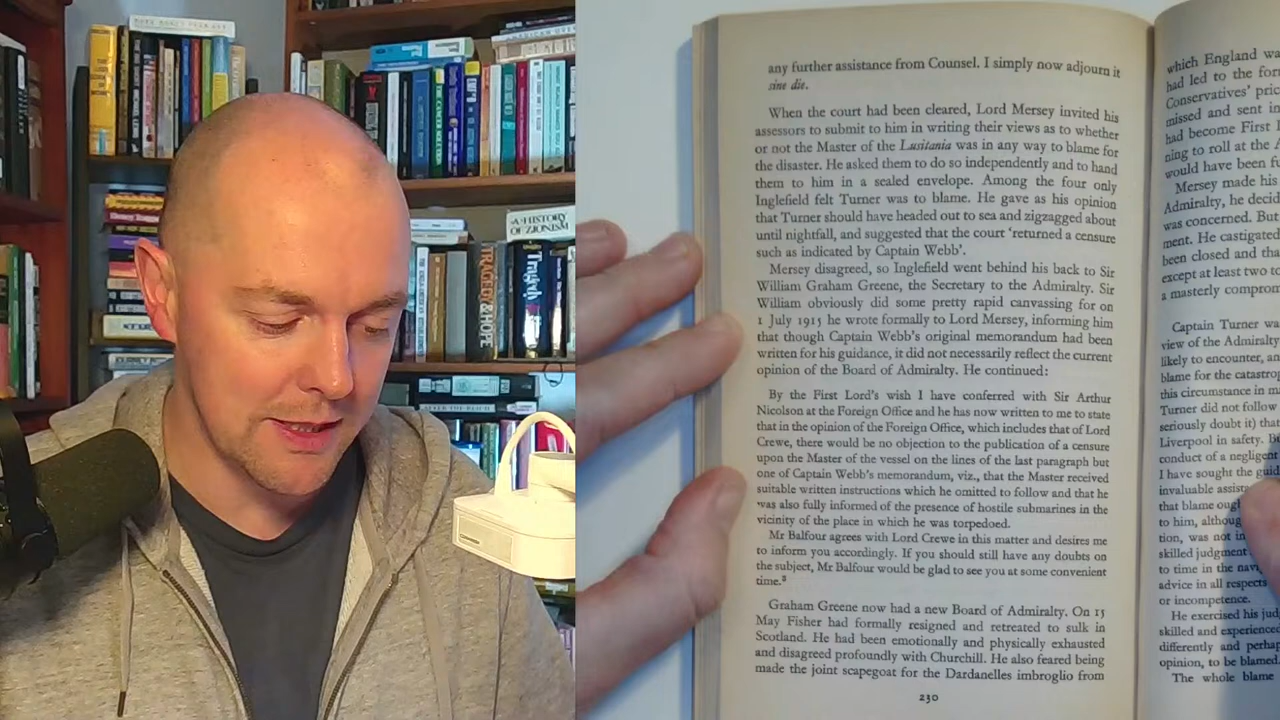 A HISTORY
OF ZIONISM
TRAGEDY & HOPE
Tragedy
any further assistance from Counsel. I simply now adjourn it
sine die.
When the court had been cleared, Lord Mersey invited his
assessors to submit to him in writing their views as to whether
or not the Master of the Lusitania was in any way to blame for
the disaster. He asked them to do so independently and to hand
them to him in a sealed envelope. Among the four only
Inglefield felt Turner was to blame. He gave as his opinion
that Turner should have headed out to sea and zigzagged about
until nightfall, and suggested that the court ‘returned a censure
such as indicated by Captain Webb’.
Mersey disagreed, so Inglefield went behind his back to Sir
William Graham Greene, the Secretary to the Admiralty. Sir
William obviously did some pretty rapid canvassing for on
1 July 1915 he wrote formally to Lord Mersey, informing him
that though Captain Webb's original memorandum had been
written for his guidance, it did not necessarily reflect the current
opinion of the Board of Admiralty. He continued:
By the First Lord's wish I have conferred with Sir Arthur
Nicolson at the Foreign Office and he has now written to me to state
that in the opinion of the Foreign Office, which includes that of Lord
Crewe, there would be no objection to the publication of a censure
upon the Master of the vessel on the lines of the last paragraph but
one of Captain Webb's memorandum, viz., that the Master received
suitable written instructions which he omitted to follow and that he
was also fully informed of the presence of hostile submarines in the
vicinity of the place in which he was torpedoed.
Mr Balfour agrees with Lord Crewe in this matter and desires me
to inform you accordingly. If you should still have any doubts on
the subject, Mr Balfour would be glad to see you at some convenient
time.²
Graham Greene now had a new Board of Admiralty. On 15
May Fisher had formally resigned and retreated to sulk in
Scotland. He had been emotionally and physically exhausted
and disagreed profoundly with Churchill. He also feared being
made the joint scapegoat for the Dardanelles imbroglio from
230
which England wa
had led to the for
Conservatives' pric
missed and sent in
had become First
ning to roll at the A
would have been f
Mersey made his
Admiralty, he decid
was concerned. But
ment. He castigated
been closed and tha
except at least two t
a masterly comprom
Captain Turner wa
view of the Admiralty
likely to encounter, an
blame for the catastrop
this circumstance in m
Turner did not follow
seriously doubt it) that
Liverpool in safety. B
conduct of a negligent
I have sought the guid
invaluable assist
that blame oug
to him, althoug
tion, was not in
skilled judgment
to time in the nav
advice in all respects
or incompetence.
He exercised his jud
skilled and experience
differently and perhap
opinion, to be blamed.
The whole blame